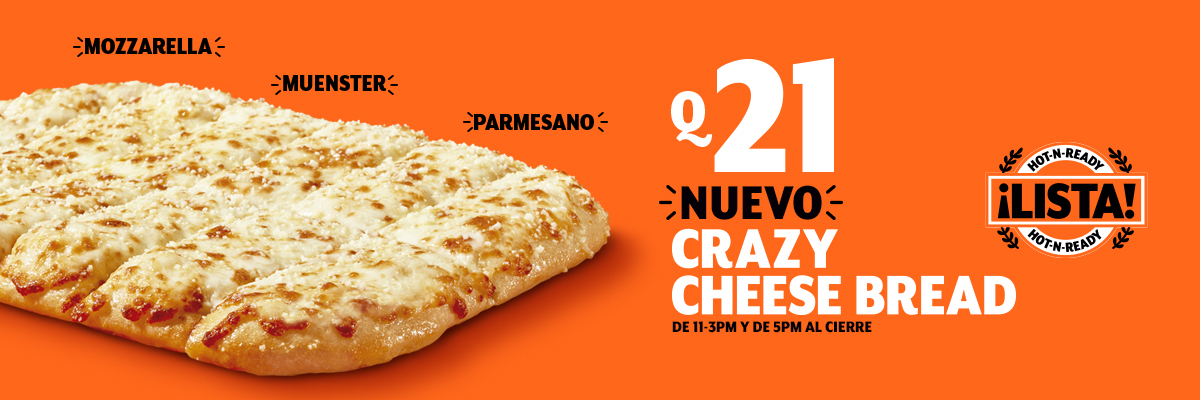 MOZZARELLA
MUENSTER
PARMESANO
Q21
NUEVO
CRAZY
CHEESE BREAD
DE 11-3PM Y DE 5PM AL CIERRE
HOT-N-READY
¡LISTA!
HOT-N-READY